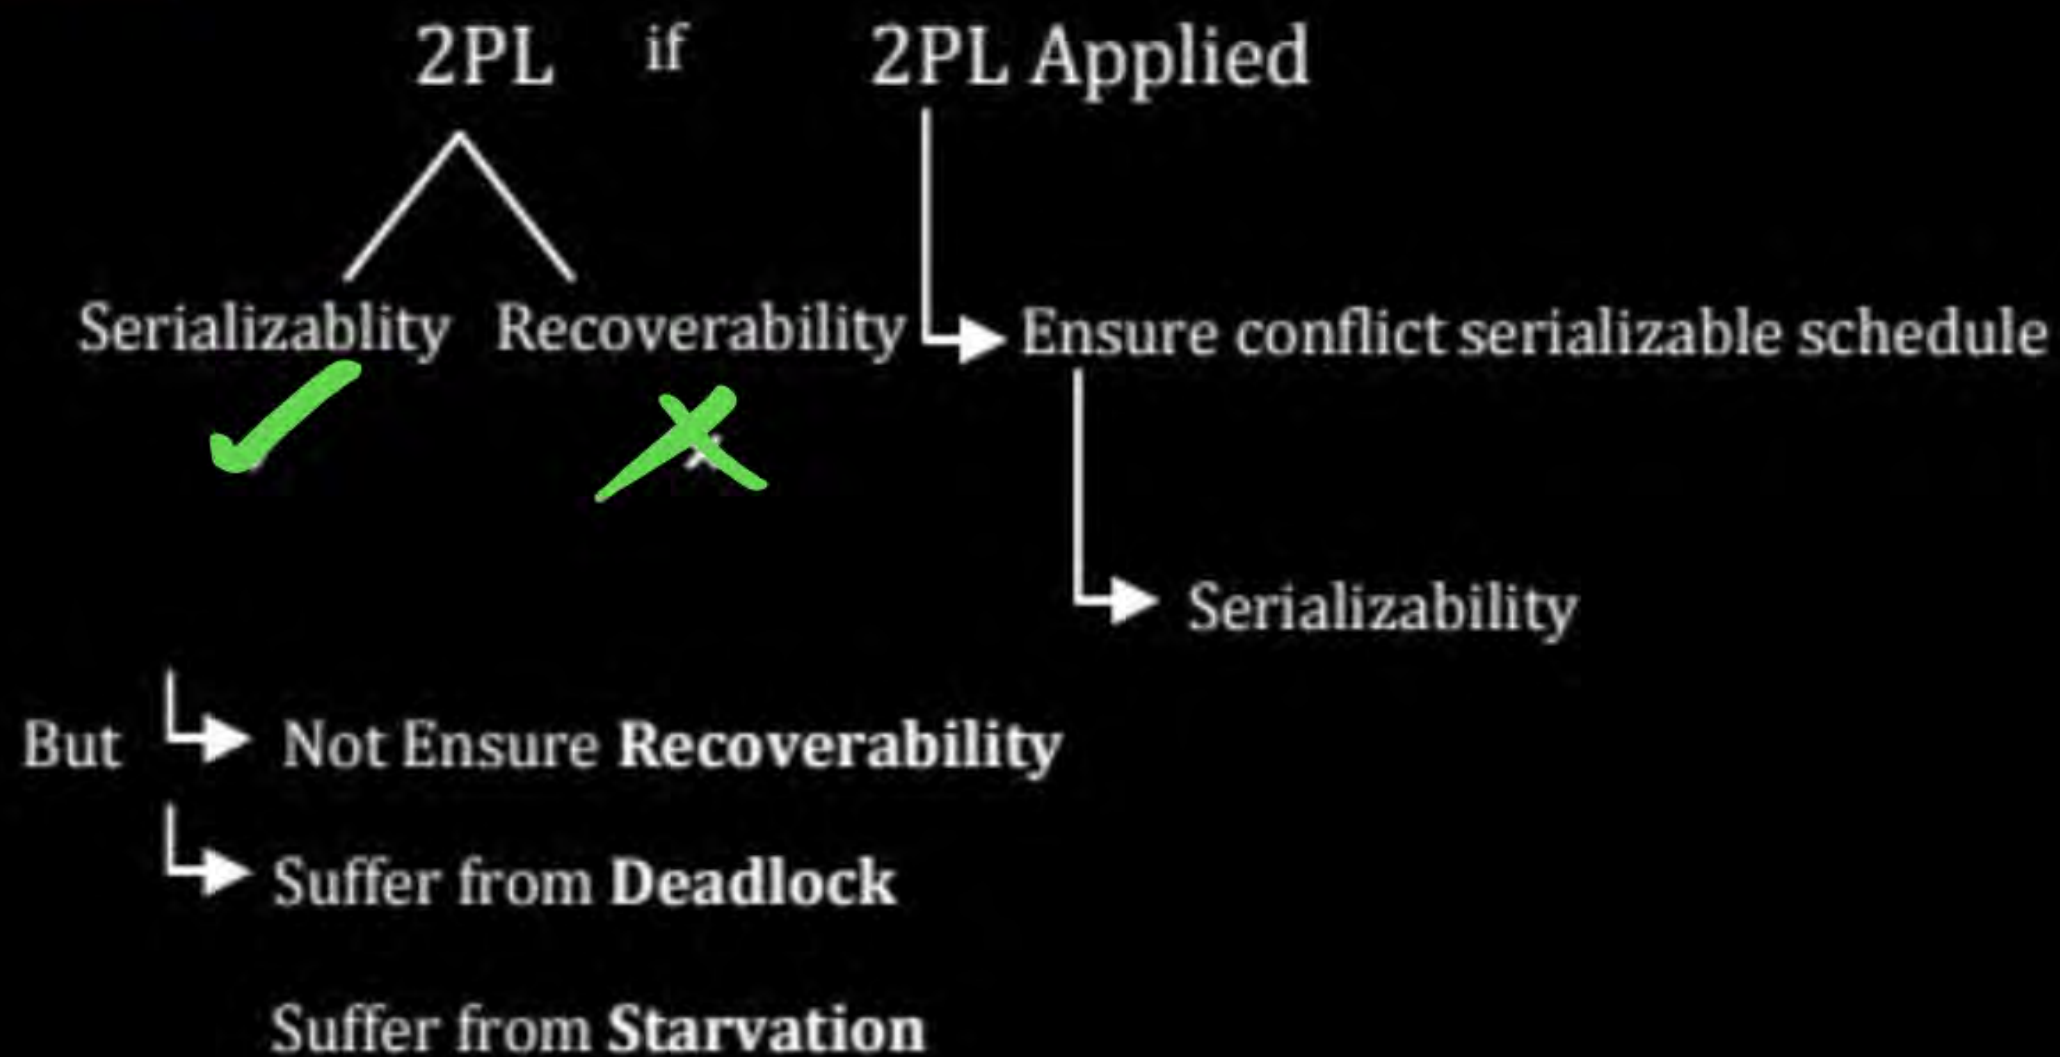 2PL if 2PL Applied
Serializablity Recoverability Ensure conflict serializable schedule
Serializability
But Not Ensure Recoverability
Suffer from Deadlock
Suffer from Starvation